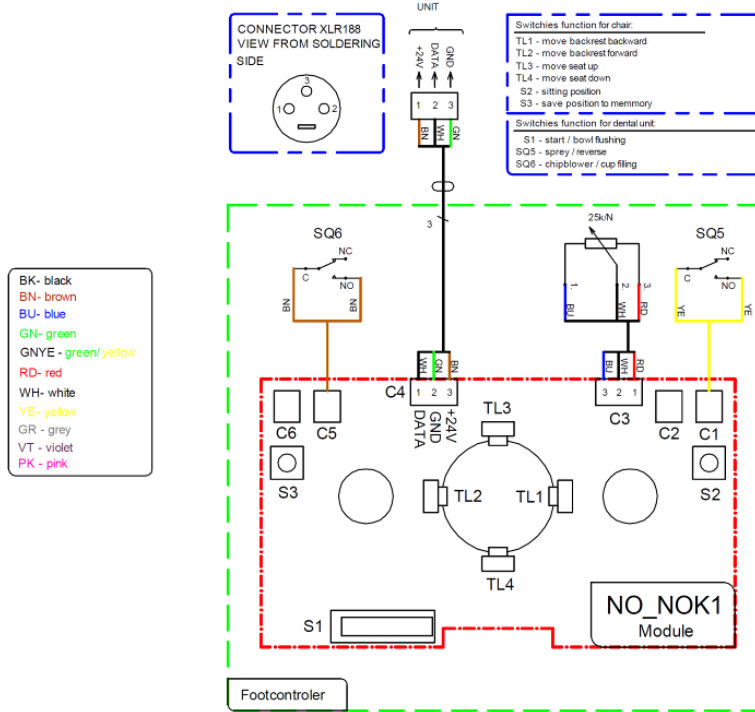 UNIT
CONNECTOR XLR188
VIEW FROM SOLDERING
SIDE
3
1
2
+24V
DATA
GND
1 2 3
BN
WH
GN
Switchies function for chair:
TL1 - move backrest backward
TL2 - move backrest forward
TL3 - move seat up
TL4 - move seat down
S2 - sitting position
S3 - save position to memmory
Switchies function for dental unit:
S1 - start / bowl flushing
SQ5 - sprey / reverse
SQ6 - chipblower / cup filling
3
SQ6
NC
C
NO
BN
BN
25k/N
1.
2.
3.
BU
WH
RD
SQ5
NC
C
NO
YE
YE
BK- black
BN- brown
BU- blue
GN- green
GNYE - green/ yellow
RD- red
WH- white
YE- yellow
GR - grey
VT - violet
PK - pink
WH
GN
BN
C4
1 2 3
DATA
GND
+24V
BU
WH
RD
3 2 1
C3
C6
C5
C2
C1
S3
S2
TL3
TL2
TL1
TL4
S1
NO_NOK1
Module
Footcontroler